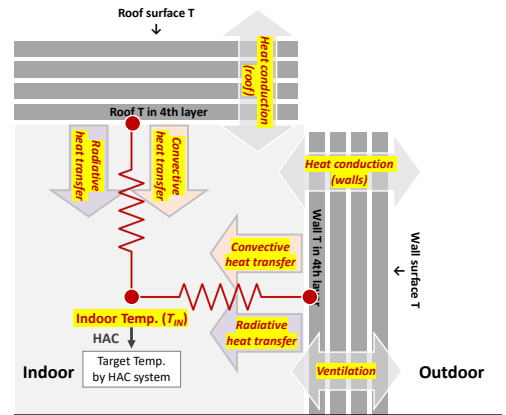 Roof surface T
↓
Heat conduction
(roof)
Roof T in 4th layer
Radiative
heat transfer
Convective
heat transfer
Heat conduction
(walls)
Wall T in 4th layer
Wall surface T
↓
Convective
heat transfer
Indoor Temp. (T_IN)
Radiative
heat transfer
HAC
Target Temp.
by HAC system
Indoor
Ventilation
Outdoor